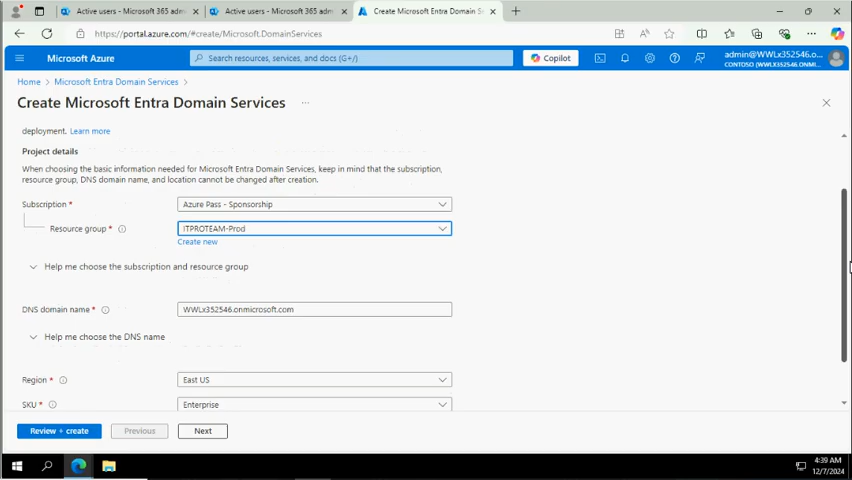 Active users - Microsoft 365 adm
Active users - Microsoft 365 adm
Create Microsoft Entra Domain Se
https://portal.azure.com/#create/Microsoft.DomainServices
Microsoft Azure
Search resources, services, and docs (G+/)
Copilot
admin@WWLx352546.o...
CONTOSO (WWLX352546.ONMI...
Home > Microsoft Entra Domain Services >
Create Microsoft Entra Domain Services ...
deployment. Learn more
Project details
When choosing the basic information needed for Microsoft Entra Domain Services, keep in mind that the subscription,
resource group, DNS domain name, and location cannot be changed after creation.
Subscription *
Azure Pass - Sponsorship
Resource group *
ITPROTEAM-Prod
Create new
Help me choose the subscription and resource group
DNS domain name *
WWLx352546.onmicrosoft.com
Help me choose the DNS name
Region *
East US
SKU *
Enterprise
Review + create
Previous
Next
4:39 AM
12/7/2024